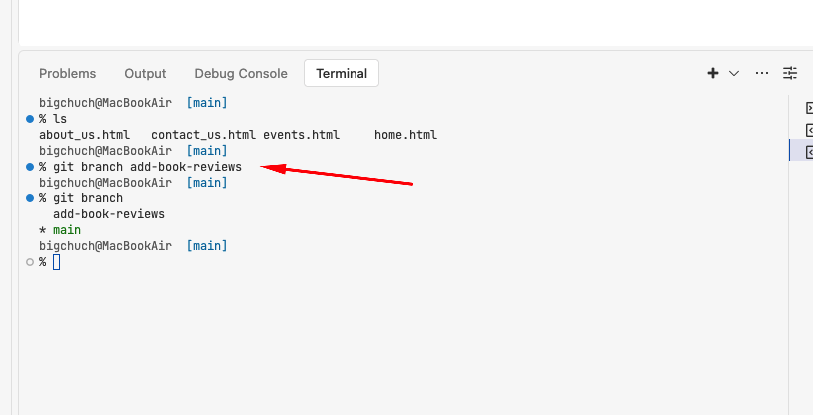 Problems Output Debug Console Terminal
bigchuch@MacBookAir [main]
% ls
about_us.html contact_us.html events.html home.html
bigchuch@MacBookAir [main]
% git branch add-book-reviews
bigchuch@MacBookAir [main]
% git branch
add-book-reviews
* main
bigchuch@MacBookAir [main]
%